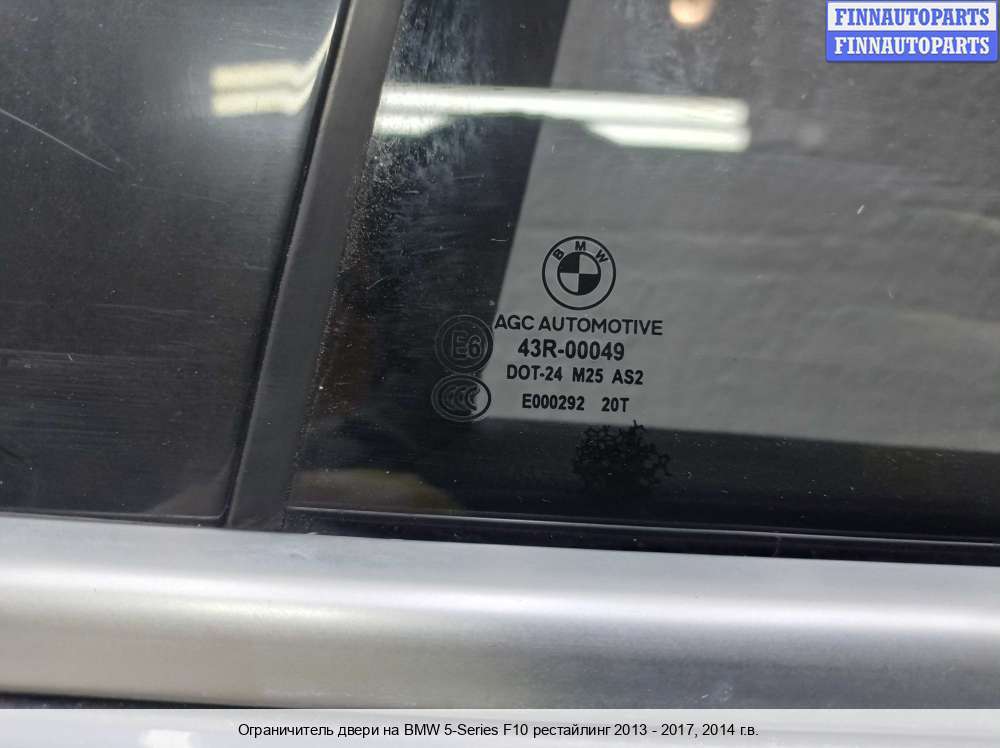 FINNAUTOPARTS
FINNAUTOPARTS
BMW
AGC AUTOMOTIVE
E6
43R-00049
DOT-24 M25 AS2
CCC
E000292 20T
Ограничитель двери на BMW 5-Series F10 рестайлинг 2013 - 2017, 2014 г.в.